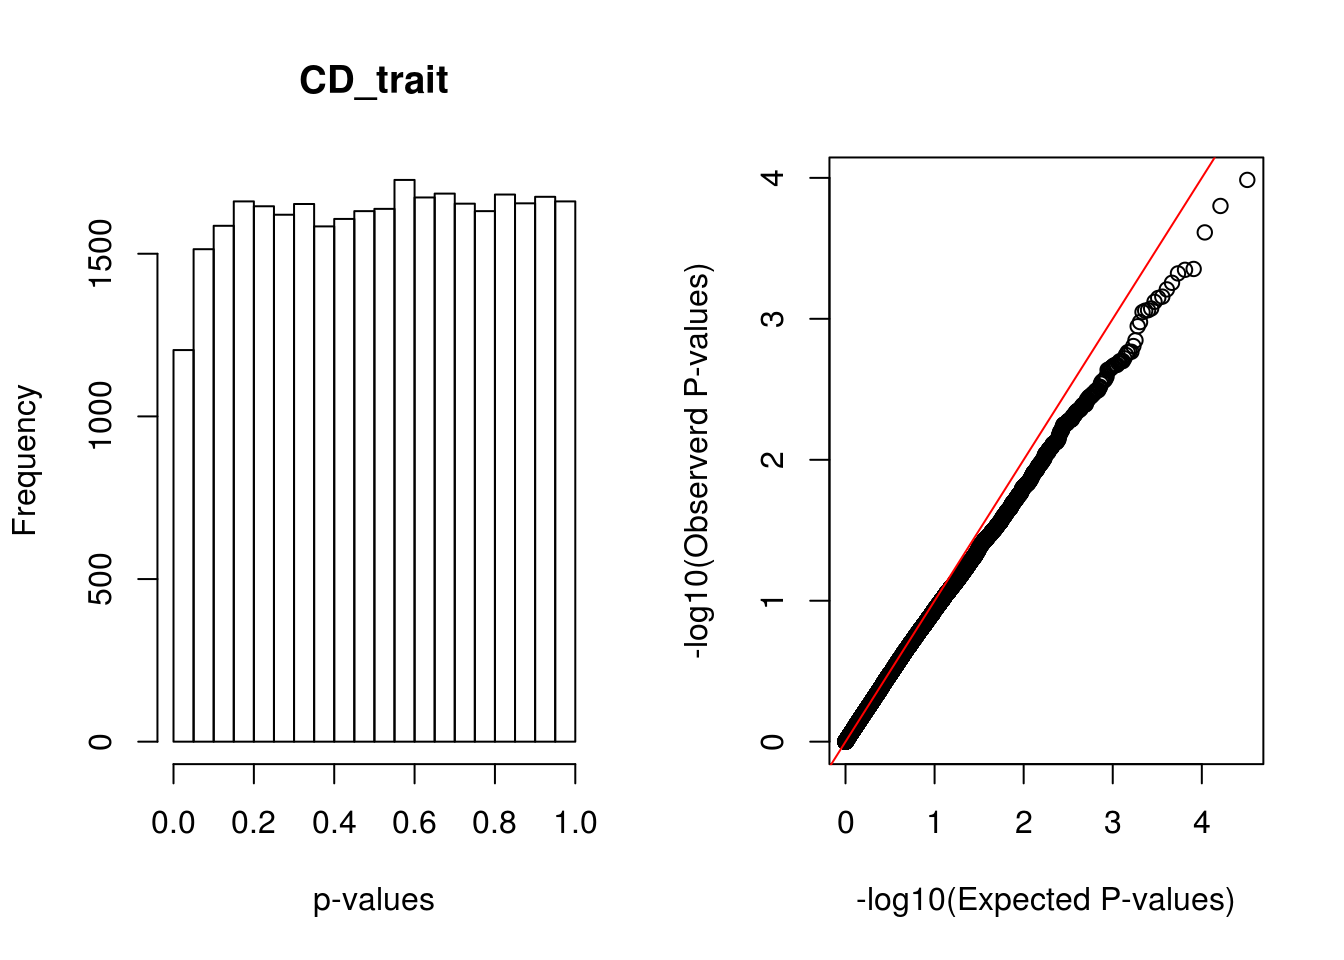 CD_trait
Frequency
0
500
1000
1500
0.0 0.2 0.4 0.6 0.8 1.0
p-values
-log10(Observerd P-values)
0
1
2
3
4
0 1 2 3 4
-log10(Expected P-values)